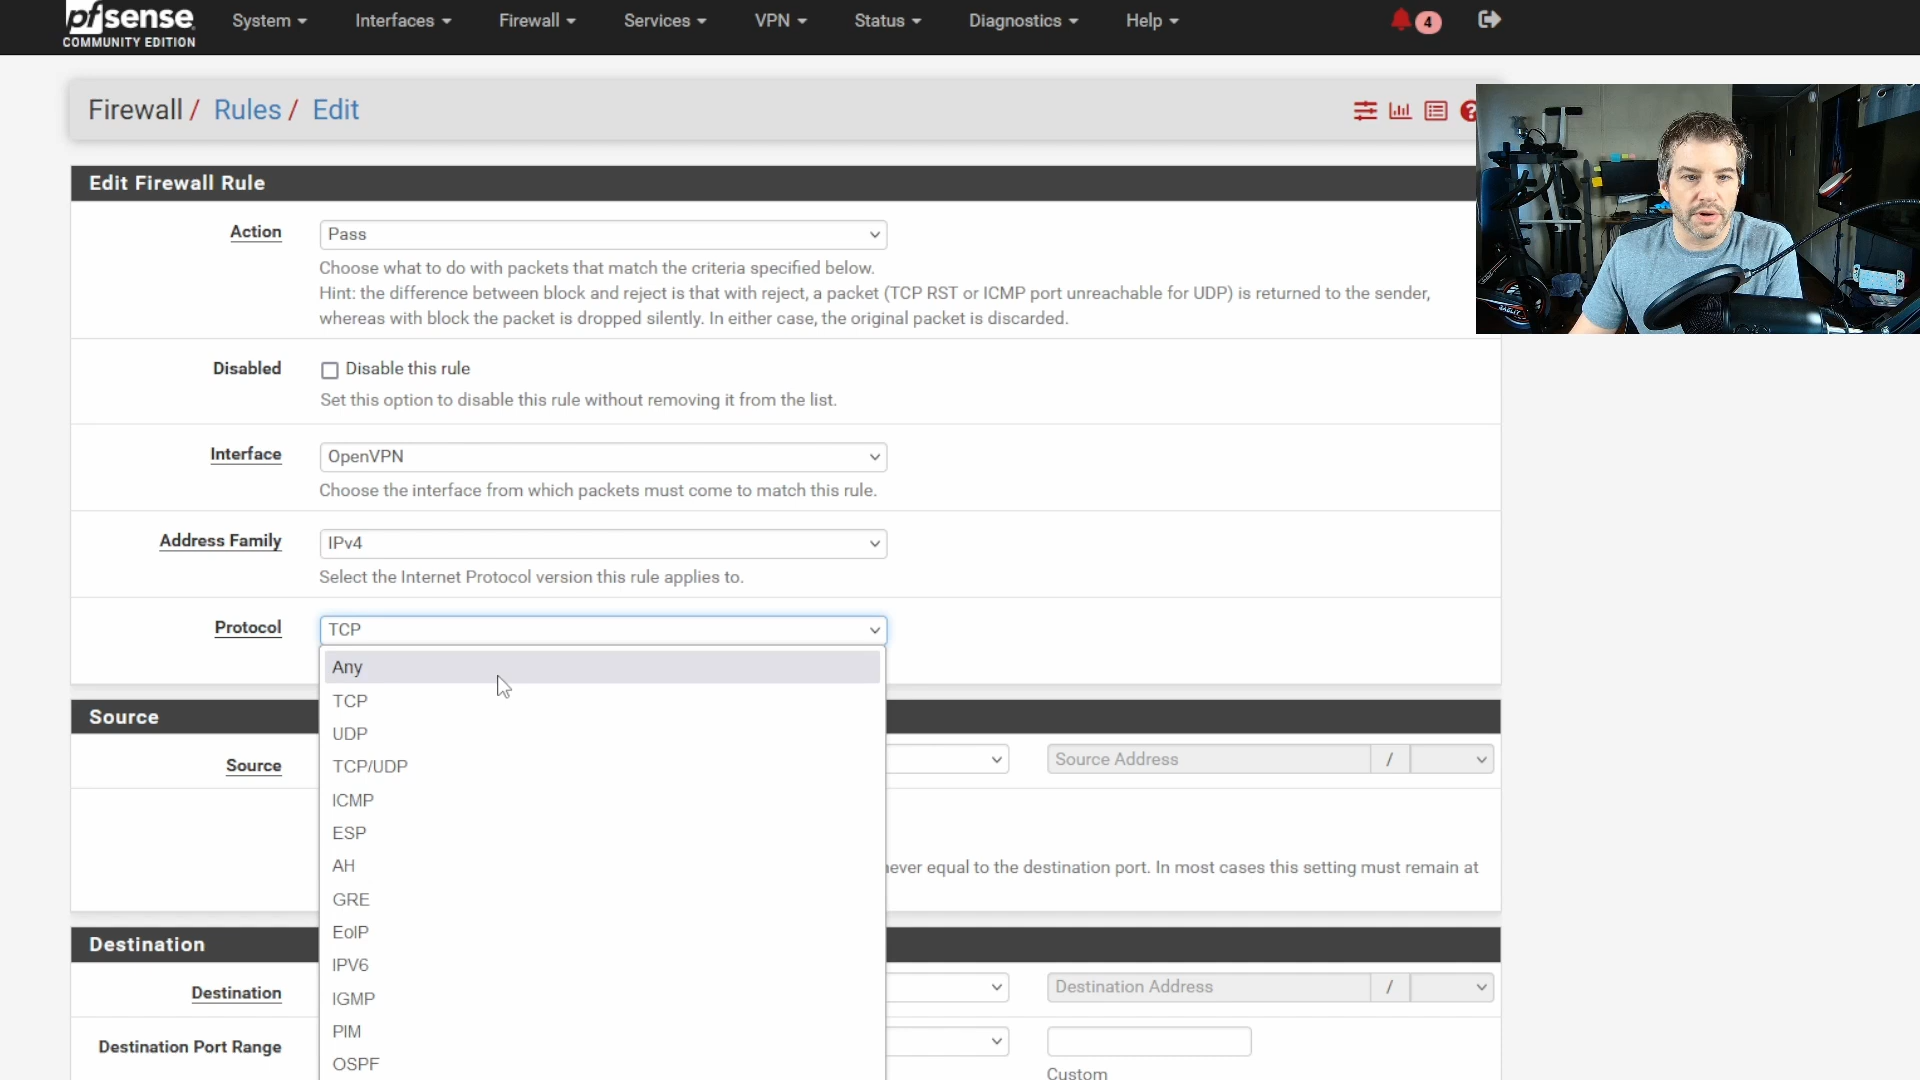 pfsense
COMMUNITY EDITION
System
Interfaces
Firewall
Services
VPN
Status
Diagnostics
Help
4
Firewall / Rules / Edit
?
Edit Firewall Rule
Action
Pass
Choose what to do with packets that match the criteria specified below.
Hint: the difference between block and reject is that with reject, a packet (TCP RST or ICMP port unreachable for UDP) is returned to the sender,
whereas with block the packet is dropped silently. In either case, the original packet is discarded.
Disabled
Disable this rule
Set this option to disable this rule without removing it from the list.
Interface
OpenVPN
Choose the interface from which packets must come to match this rule.
Address Family
IPv4
Select the Internet Protocol version this rule applies to.
Protocol
TCP
Any
TCP
UDP
TCP/UDP
ICMP
ESP
AH
GRE
EoIP
IPV6
IGMP
PIM
OSPF
Source
Source
Source Address
/
never equal to the destination port. In most cases this setting must remain at
Destination
Destination
Destination Address
/
Destination Port Range
Custom